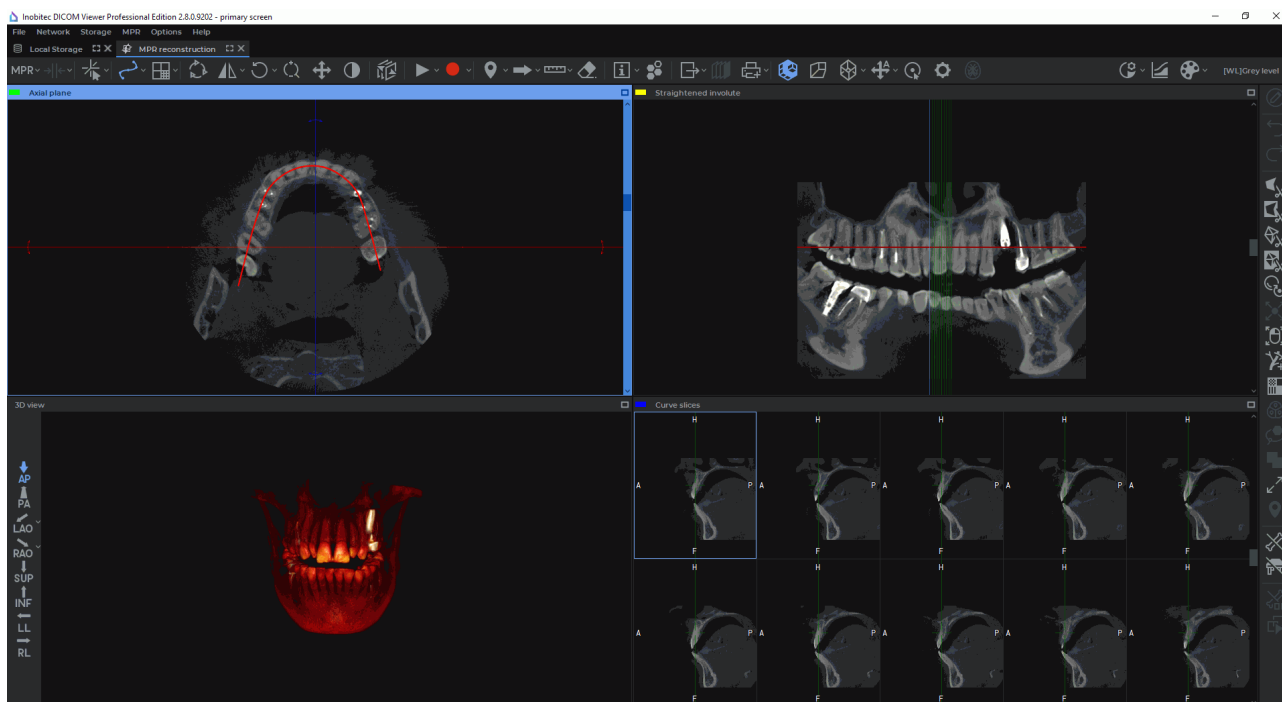 Inobitec DICOM Viewer Professional Edition 2.8.0.9202 - primary screen
File Network Storage MPR Options Help
Local Storage MPR reconstruction
MPR [WL]Grey level
Axial plane
Straightened involute
3D view
Curve slices
AP
PA
LAO
RAO
SUP
INF
LL
RL
H H H H H
A P A P A P A P A P
F F F F F
H H H H H
A P A P A P A P A P
F F F F F